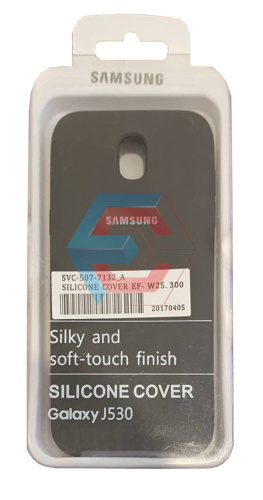 SAMSUNG
SAMSUNG
SVC-507-7132_A
SILICONE COVER EF- W25.300
20170405
Silky and
soft-touch finish
SILICONE COVER
Galaxy J530